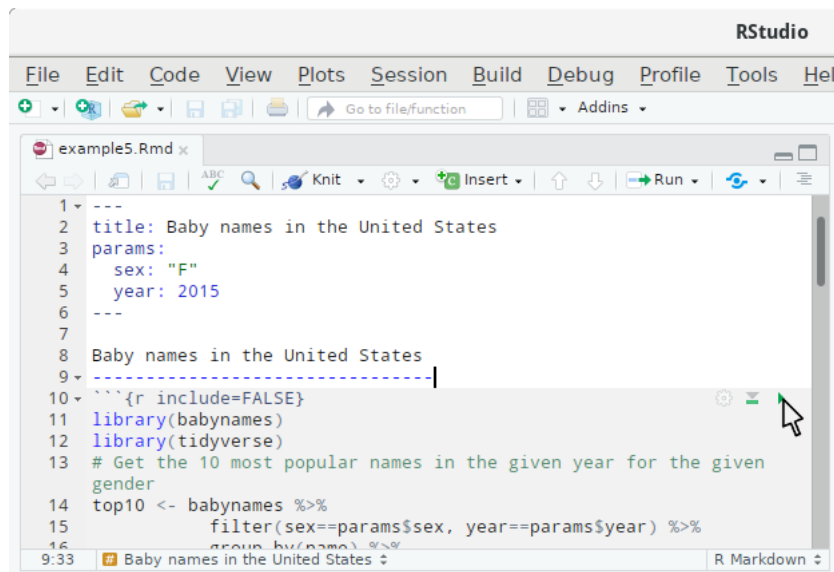 RStudio
File Edit Code View Plots Session Build Debug Profile Tools Hel
Go to file/function Addins
example5.Rmd
ABC Knit Insert Run
1 ---
2 title: Baby names in the United States
3 params:
4   sex: "F"
5   year: 2015
6 ---
7
8 Baby names in the United States
9 --------------------------------
10 ```{r include=FALSE}
11 library(babynames)
12 library(tidyverse)
13 # Get the 10 most popular names in the given year for the given
gender
14 top10 <- babynames %>%
15           filter(sex==params$sex, year==params$year) %>%
16           group_by(name) %>%
9:33 # Baby names in the United States R Markdown